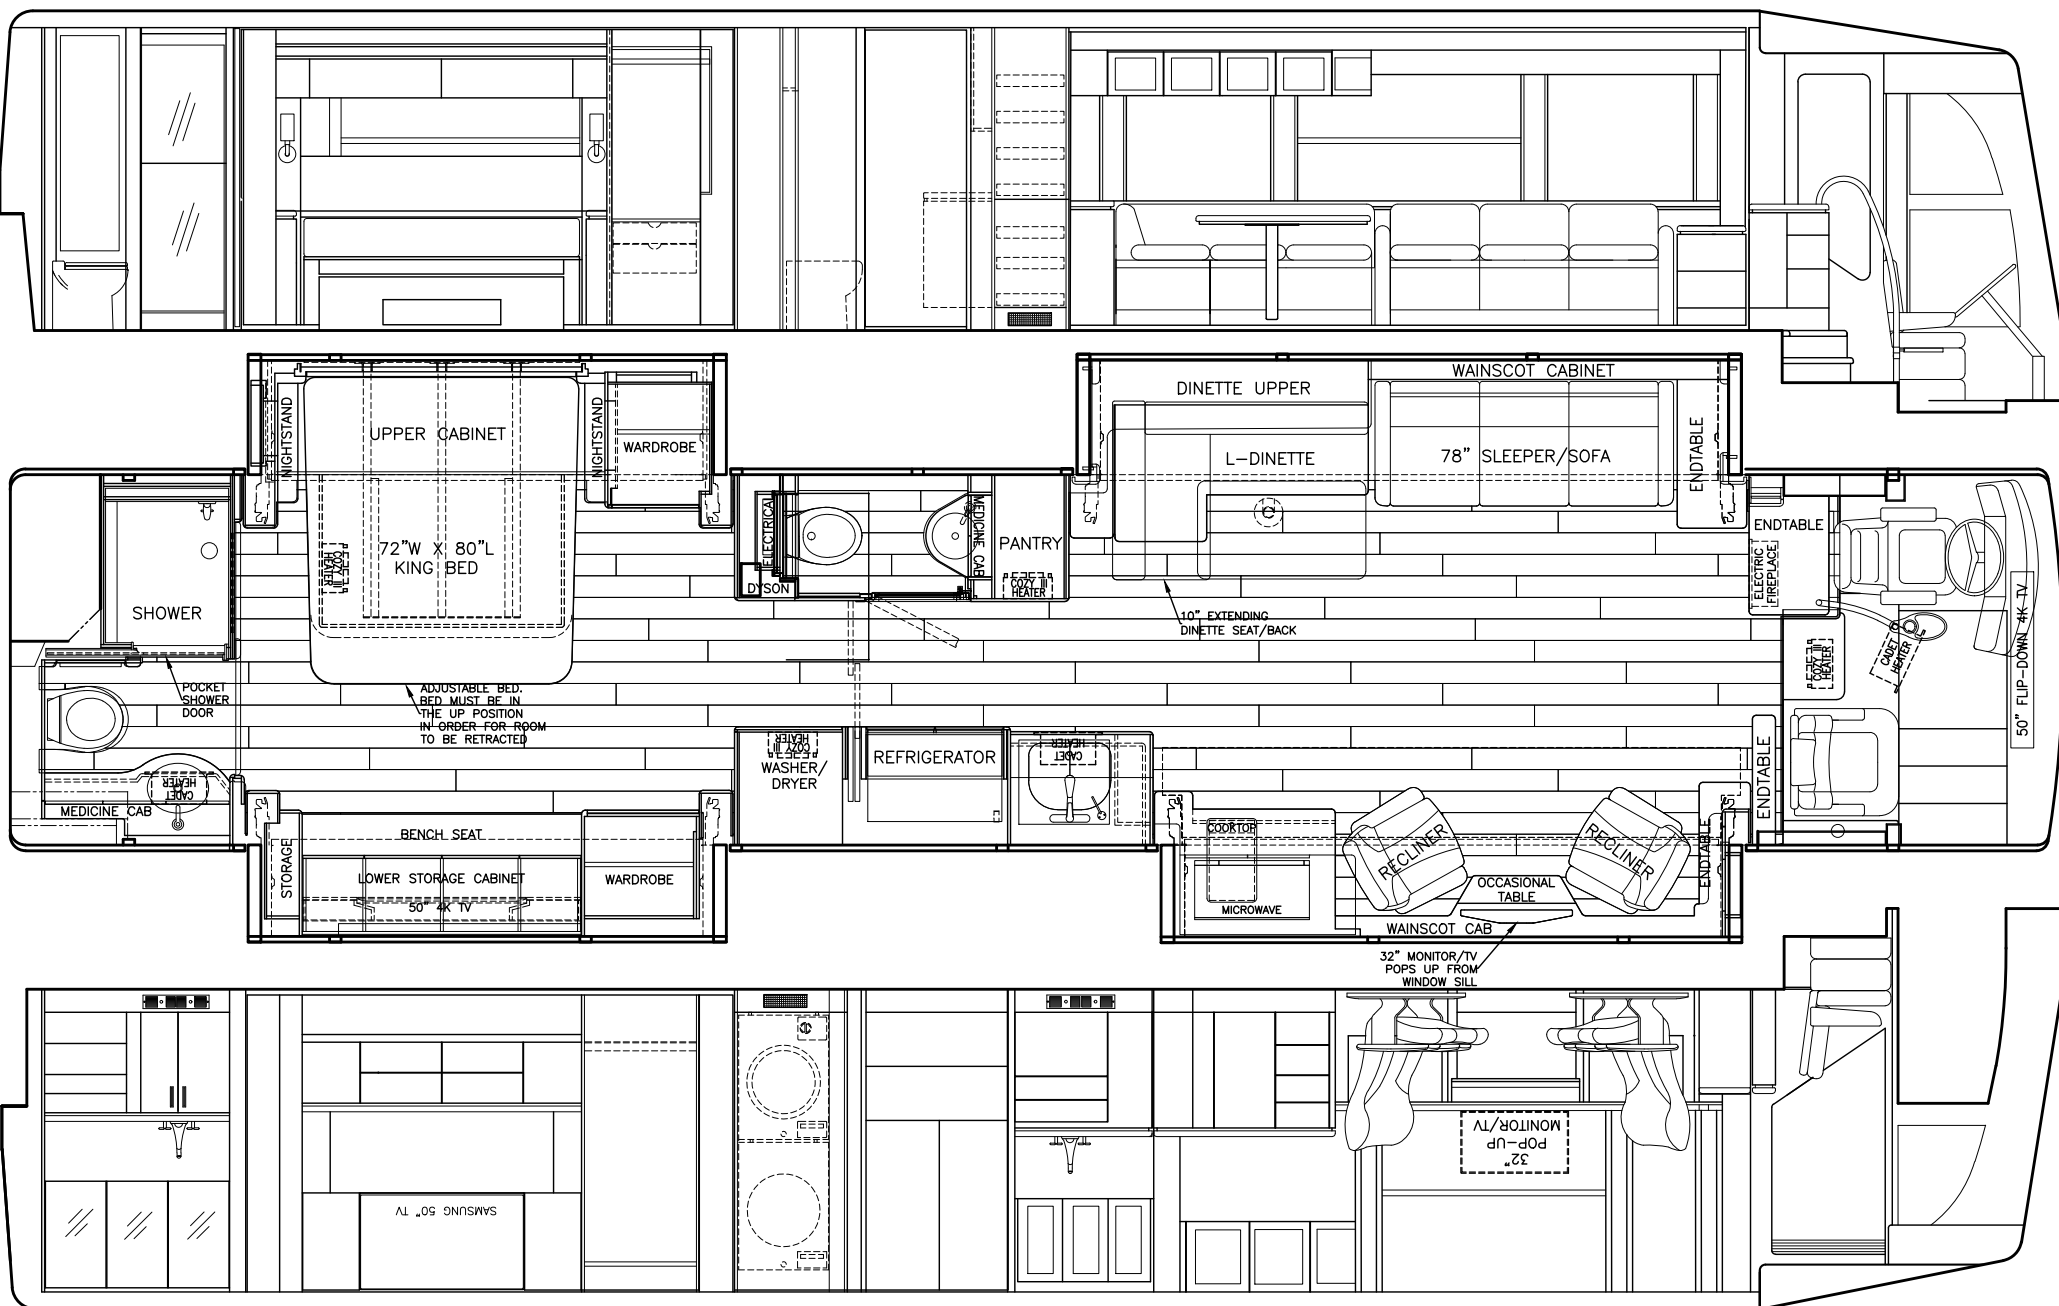 WAINSCOT CABINET
DINETTE UPPER
NIGHTSTAND
UPPER CABINET
NIGHTSTAND
WARDROBE
L-DINETTE
78" SLEEPER/SOFA
ENDTABLE
SHOWER
72"W X 80"L
KING BED
COZY III
HEATER
ELECTRICAL
DYSON
MEDICINE CAB
PANTRY
COZY III
HEATER
10" EXTENDING
DINETTE SEAT/BACK
ENDTABLE
ELECTRIC
FIREPLACE
COZY III
HEATER
CADET
HEATER
50" FLIP-DOWN 4K TV
POCKET
SHOWER
DOOR
ADJUSTABLE BED.
BED MUST BE IN
THE UP POSITION
IN ORDER FOR ROOM
TO BE RETRACTED
CADET
HEATER
MEDICINE CAB
COZY III
HEATER
WASHER/
DRYER
REFRIGERATOR
CADET
HEATER
ENDTABLE
STORAGE
BENCH SEAT
LOWER STORAGE CABINET
50" 4K TV
WARDROBE
COOKTOP
MICROWAVE
RECLINER
OCCASIONAL
TABLE
RECLINER
ENDTABLE
WAINSCOT CAB
32" MONITOR/TV
POPS UP FROM
WINDOW SILL
32"
POP-UP
MONITOR/TV
SAMSUNG 50" TV